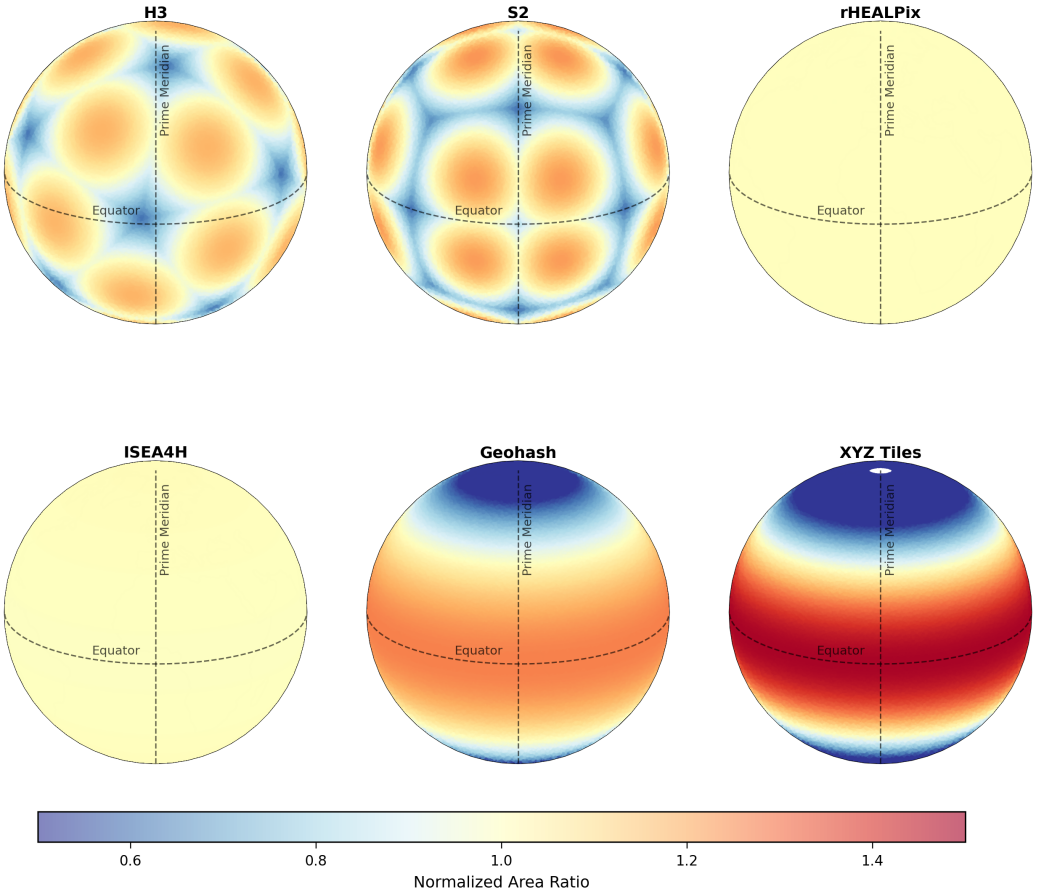 H3
S2
rHEALPix
Prime Meridian
Prime Meridian
Prime Meridian
Equator
Equator
Equator
ISEA4H
Geohash
XYZ Tiles
Prime Meridian
Prime Meridian
Prime Meridian
Equator
Equator
Equator
0.6 0.8 1.0 1.2 1.4
Normalized Area Ratio